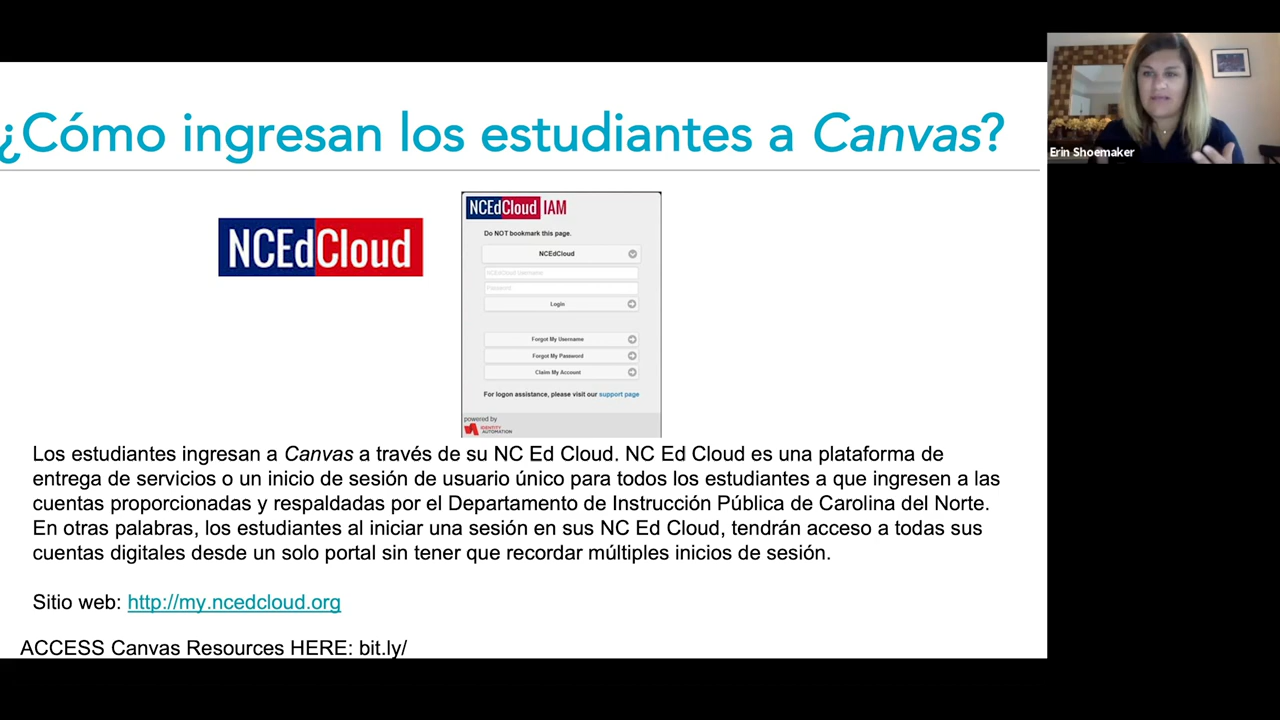 ¿Cómo ingresan los estudiantes a Canvas?
Erin Shoemaker
NCEdCloud
NCEdCloud IAM
Do NOT bookmark this page.
NCEdCloud
NCEdCloud Username
Password
Login
Forgot My Username
Forgot My Password
Claim My Account
For logon assistance, please visit our support page
powered by
IDENTITY
AUTOMATION
Los estudiantes ingresan a Canvas a través de su NC Ed Cloud. NC Ed Cloud es una plataforma de
entrega de servicios o un inicio de sesión de usuario único para todos los estudiantes a que ingresen a las
cuentas proporcionadas y respaldadas por el Departamento de Instrucción Pública de Carolina del Norte.
En otras palabras, los estudiantes al iniciar una sesión en sus NC Ed Cloud, tendrán acceso a todas sus
cuentas digitales desde un solo portal sin tener que recordar múltiples inicios de sesión.
Sitio web: http://my.ncedcloud.org
ACCESS Canvas Resources HERE: bit.ly/